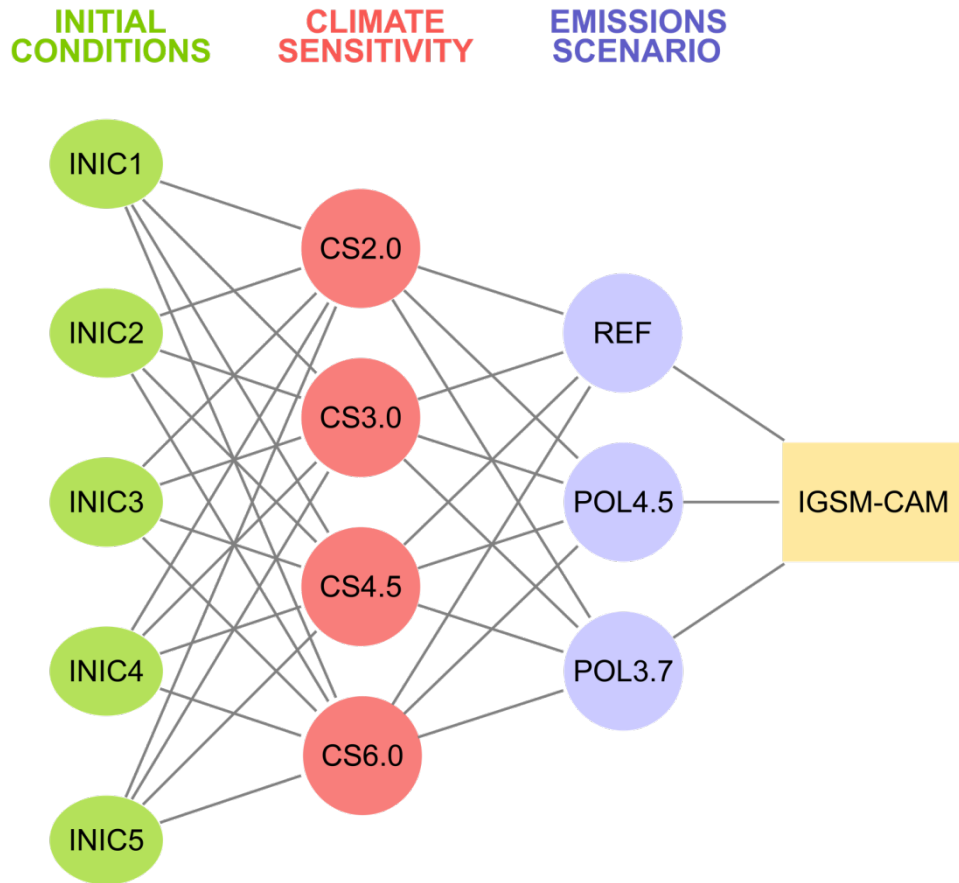 INITIAL
CONDITIONS
CLIMATE
SENSITIVITY
EMISSIONS
SCENARIO
INIC1
INIC2
INIC3
INIC4
INIC5
CS2.0
CS3.0
CS4.5
CS6.0
REF
POL4.5
POL3.7
IGSM-CAM